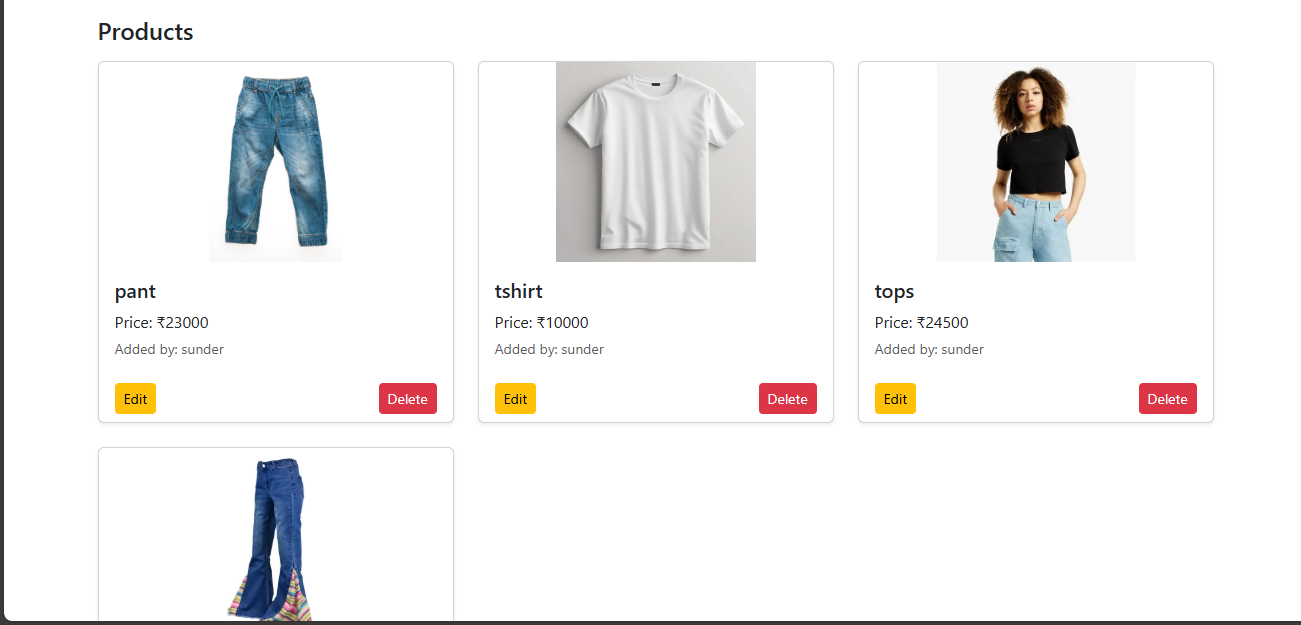 Products
pant
Price: ₹23000
Added by: sunder
Edit
Delete
tshirt
Price: ₹10000
Added by: sunder
Edit
Delete
tops
Price: ₹24500
Added by: sunder
Edit
Delete